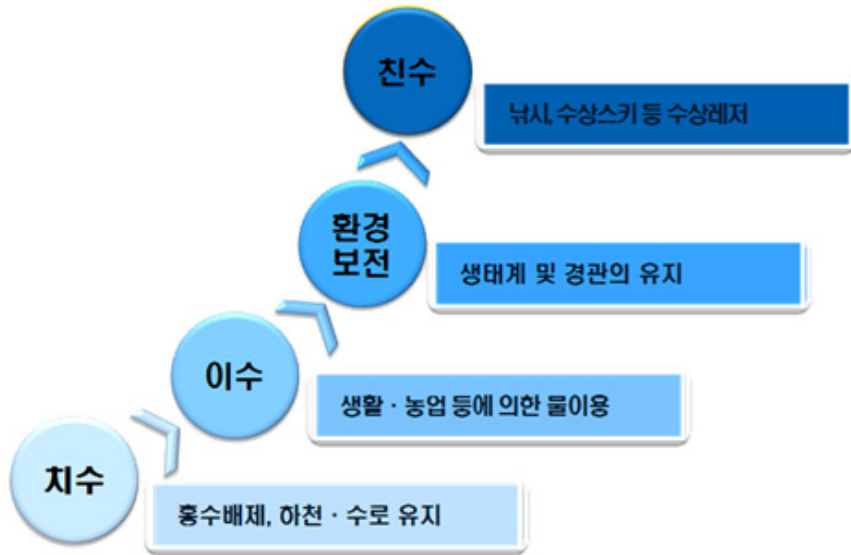 친수
낚시, 수상스키 등 수상레저
환경
보전
생태계 및 경관의 유지
이수
생활 · 농업 등에 의한 물이용
치수
홍수배제, 하천 · 수로 유지